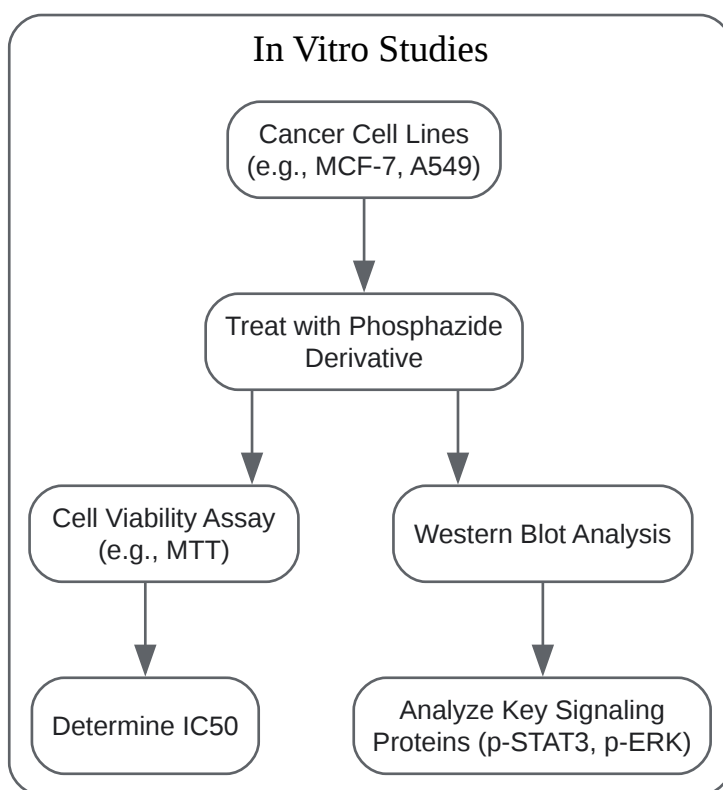 In Vitro Studies
Cancer Cell Lines
(e.g., MCF-7, A549)
Treat with Phosphazide
Derivative
Cell Viability Assay
(e.g., MTT)
Western Blot Analysis
Determine IC50
Analyze Key Signaling
Proteins (p-STAT3, p-ERK)